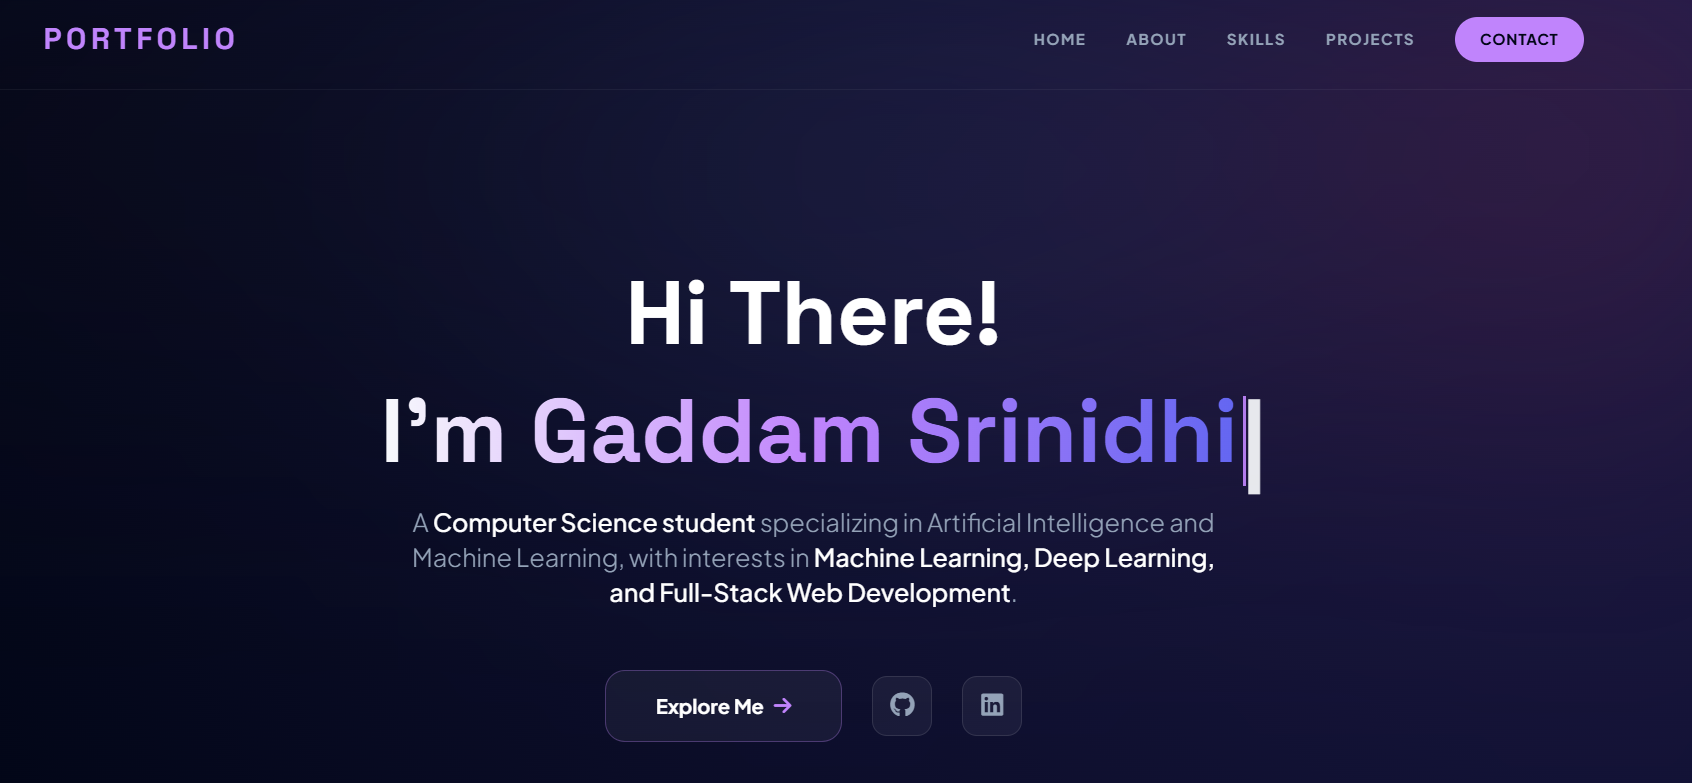 PORTFOLIO
HOME ABOUT SKILLS PROJECTS CONTACT
Hi There!
I’m Gaddam Srinidhi
A Computer Science student specializing in Artificial Intelligence and
Machine Learning, with interests in Machine Learning, Deep Learning,
and Full-Stack Web Development.
Explore Me →